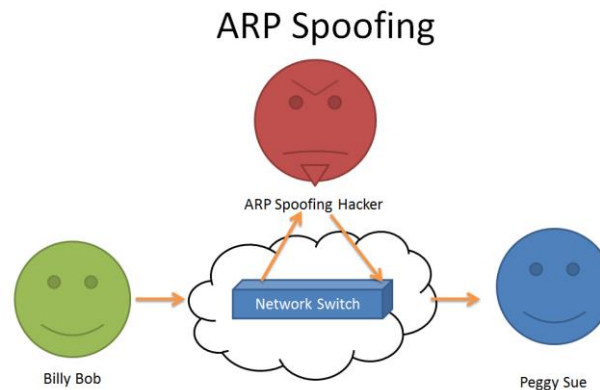 ARP Spoofing
ARP Spoofing Hacker
Network Switch
Billy Bob
Peggy Sue